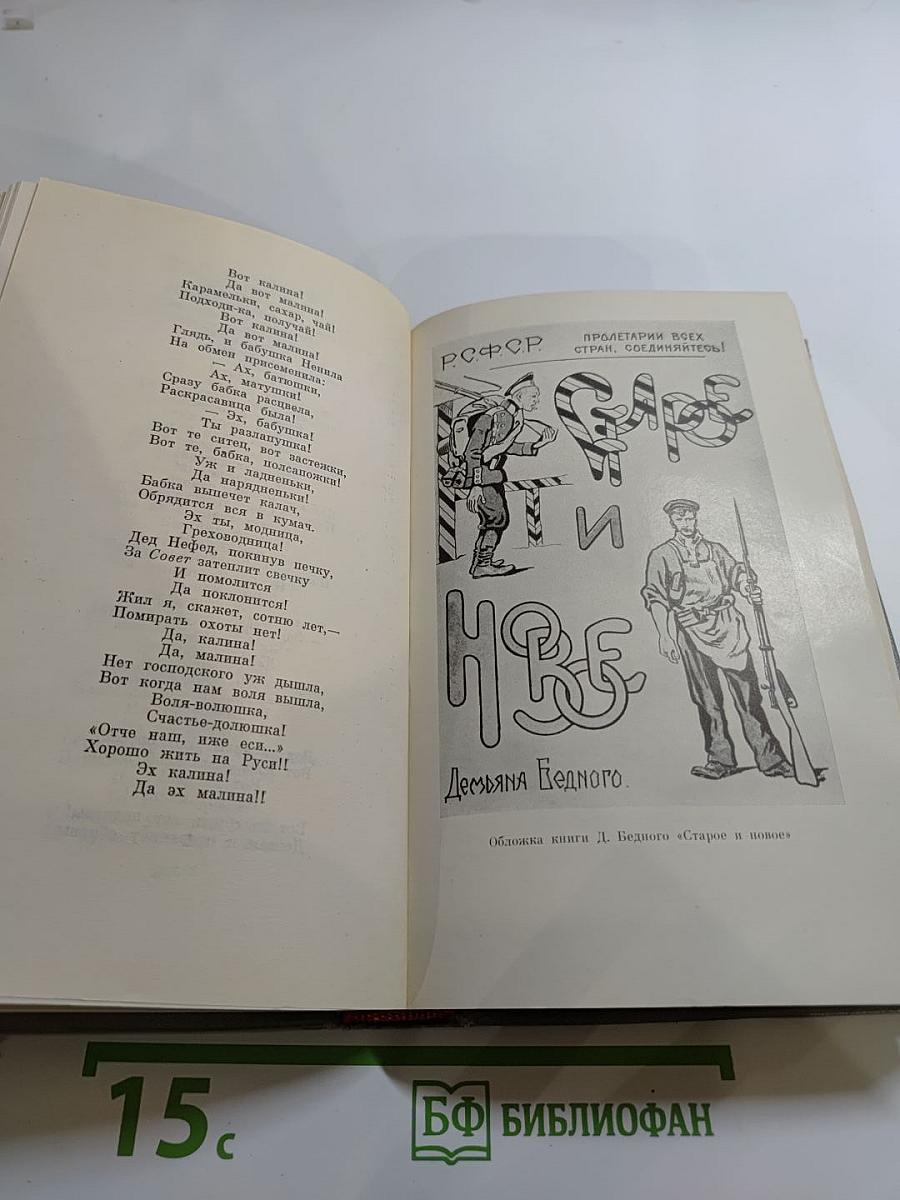 Вот калина!
Да вот малина!
Карамельки, сахар, чай!
Подходи-ка, получай!
Вот калина!
Да вот малина!
Глядь, и бабушка Ненила
На обмен присеменила:
— Ах, батюшки,
Ах, матушки!
Сразу бабка расцвела,
Раскрасавица была!
— Эх, бабушка!
Ты разлапушка!
Вот те ситец, вот застежки,
Вот те, бабка, полсапожки!
Уж и ладненьки,
Да нарядненьки!
Бабка выпечет калач,
Обрядится вся в кумач.
Эх ты, модница,
Греховодница!
Дед Нефед, покинув печку,
За Совет затеплит свечку
И помолится
Да поклонится!
Жил я, скажет, сотню лет,—
Помирать охоты нет!
Да, калина!
Да, малина!
Нет господского уж дышла,
Вот когда нам воля вышла,
Воля-волюшка,
Счастье-долюшка!
«Отче наш, иже еси...»
Хорошо жить на Руси!!
Эх калина!
Да эх малина!!
Р.С.Ф.С.Р.
ПРОЛЕТАРИИ ВСЕХ
СТРАН, СОЕДИНЯЙТЕСЬ!
СТАРОЕ
И
НОВОЕ
Демьяна Бедного.
Обложка книги Д. Бедного «Старое и новое»
15 с
БФ БИБЛИОФАН